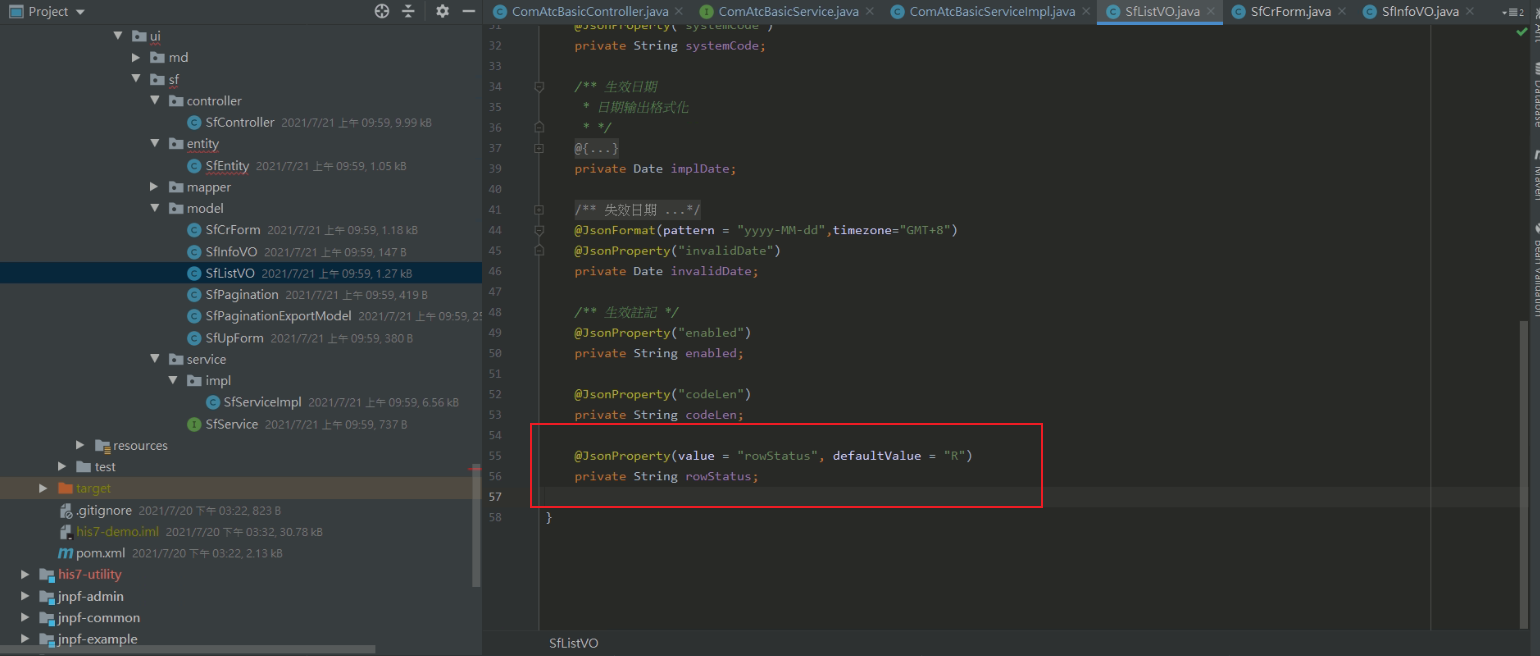 Project
ui
md
sf
controller
SfController 2021/7/21 上午 09:59, 9.99 kB
entity
SfEntity 2021/7/21 上午 09:59, 1.05 kB
mapper
model
SfCrForm 2021/7/21 上午 09:59, 1.18 kB
SfInfoVO 2021/7/21 上午 09:59, 147 B
SfListVO 2021/7/21 上午 09:59, 1.27 kB
SfPagination 2021/7/21 上午 09:59, 419 B
SfPaginationExportModel 2021/7/21 上午 09:59, 25
SfUpForm 2021/7/21 上午 09:59, 380 B
service
impl
SfServiceImpl 2021/7/21 上午 09:59, 6.56 kB
SfService 2021/7/21 上午 09:59, 737 B
resources
test
target
.gitignore 2021/7/20 下午 03:22, 823 B
his7-demo.iml 2021/7/20 下午 03:32, 30.78 kB
pom.xml 2021/7/20 下午 03:22, 2.13 kB
his7-utility
jnpf-admin
jnpf-common
jnpf-example
ComAtcBasicController.java ComAtcBasicService.java ComAtcBasicServiceImpl.java SfListVO.java SfCrForm.java SfInfoVO.java 2
31 @JsonProperty("systemCode")
32 private String systemCode;
33
34 /** 生效日期
35 * 日期輸出格式化
36 * */
37 @{...}
39 private Date implDate;
40
41 /** 失效日期 ...*/
44 @JsonFormat(pattern = "yyyy-MM-dd",timezone="GMT+8")
45 @JsonProperty("invalidDate")
46 private Date invalidDate;
47
48 /** 生效註記 */
49 @JsonProperty("enabled")
50 private String enabled;
51
52 @JsonProperty("codeLen")
53 private String codeLen;
54
55 @JsonProperty(value = "rowStatus", defaultValue = "R")
56 private String rowStatus;
57
58 }
SfListVO
Database
Maven
Bean Validation